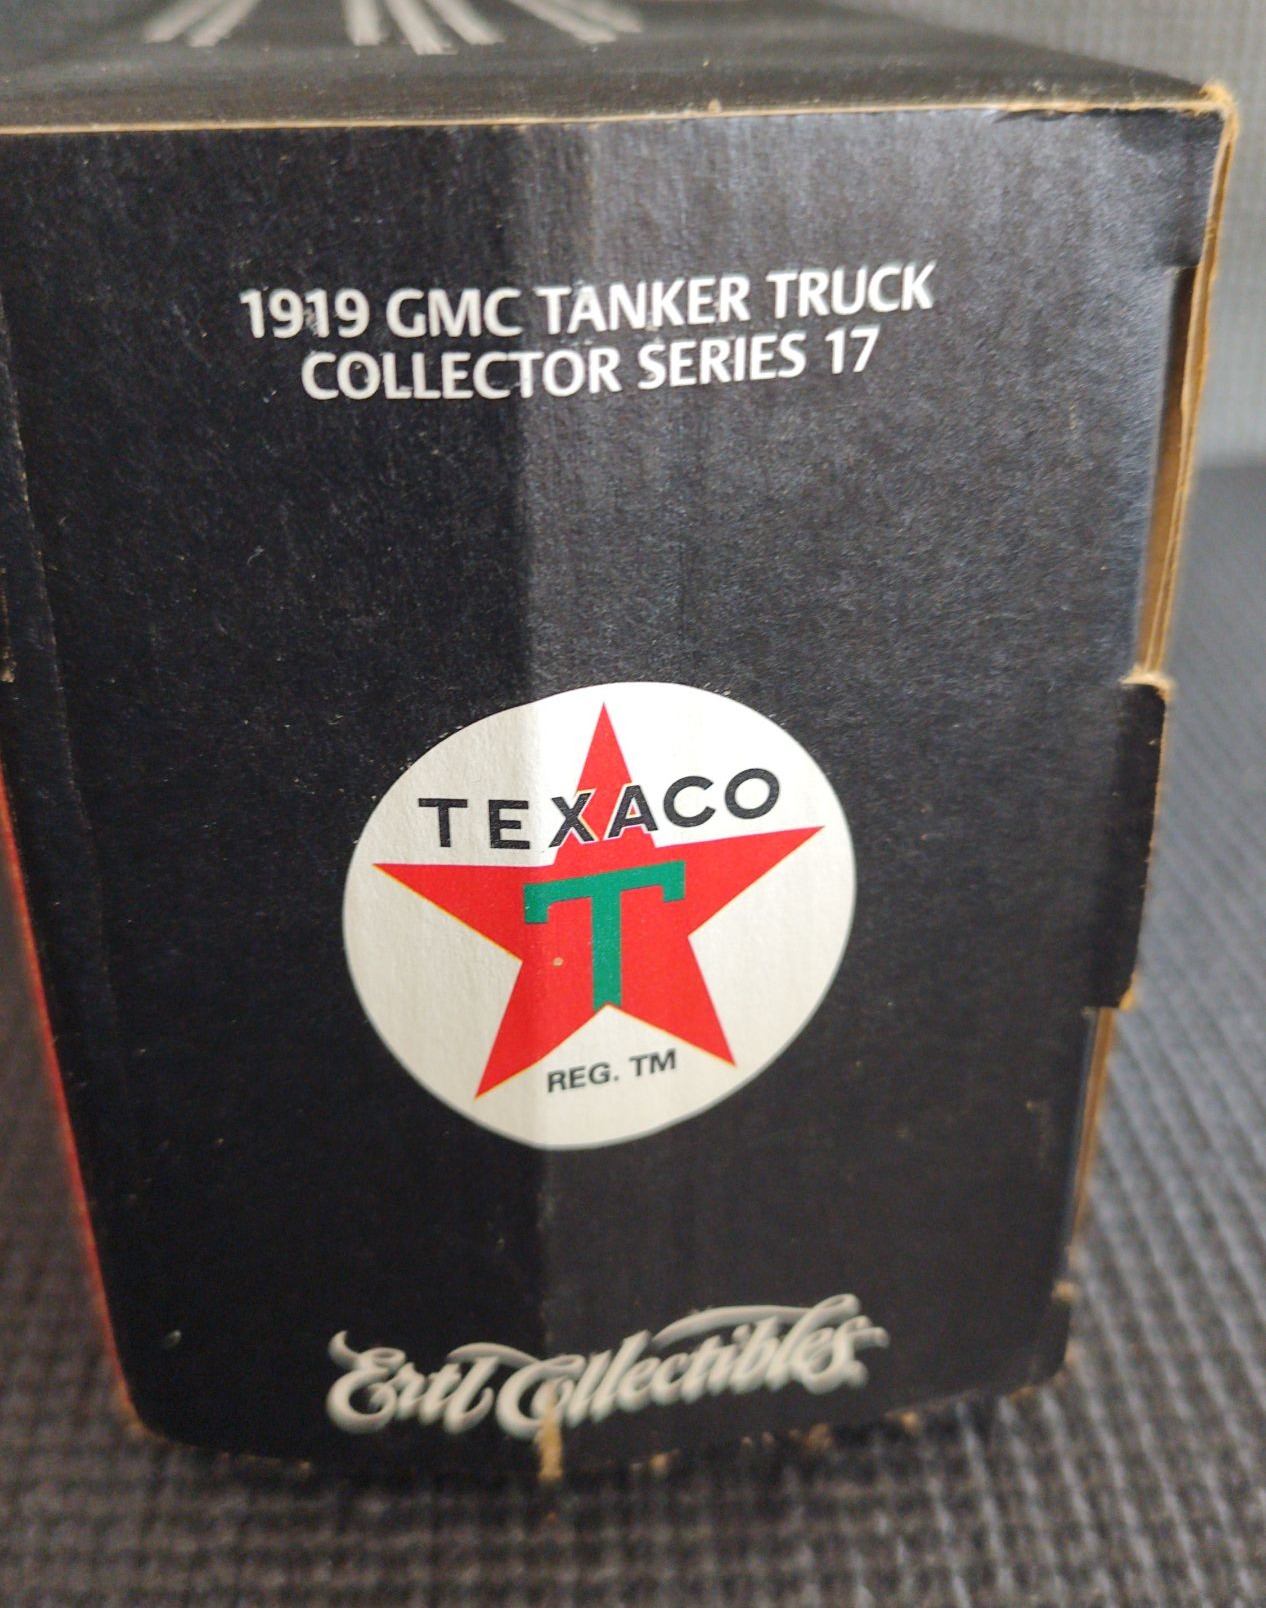 1919 GMC TANKER TRUCK
COLLECTOR SERIES 17
TEXACO
T
REG. TM
Ertl Collectibles